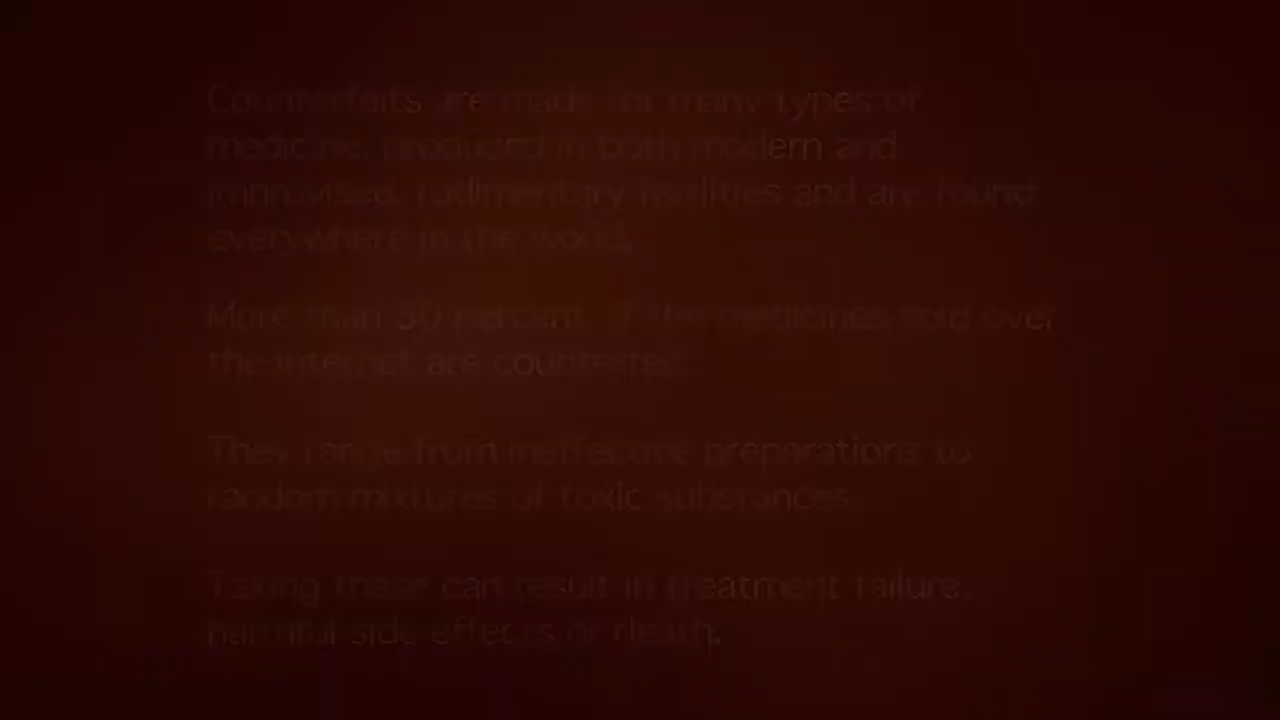 Counterfeits are made for many types of
medicine, produced in both modern and
improvised, rudimentary facilities and are found
everywhere in the world.
More than 50 percent of the medicines sold over
the internet are counterfeit.
They range from ineffective preparations to
random mixtures of toxic substances.
Taking these can result in treatment failure,
harmful side effects or death.